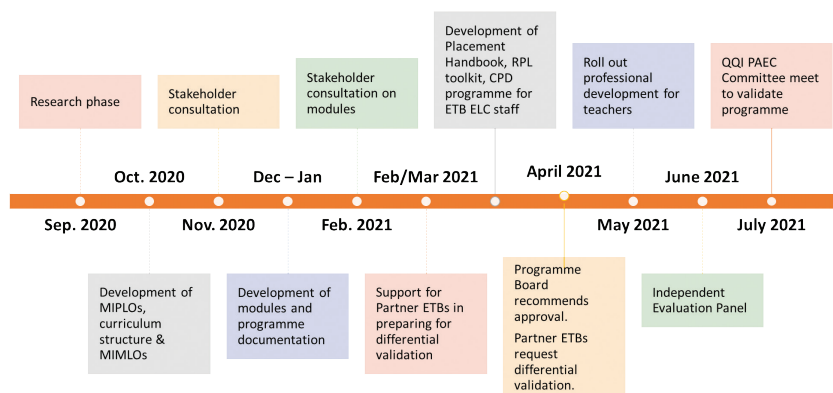 Research phase
Stakeholder
consultation
Stakeholder
consultation on
modules
Development of
Placement
Handbook, RPL
toolkit, CPD
programme for
ETB ELC staff
Roll out
professional
development for
teachers
QQI PAEC
Committee meet
to validate
programme
Oct. 2020
Dec – Jan
Feb/Mar 2021
April 2021
June 2021
Sep. 2020
Nov. 2020
Feb. 2021
May 2021
July 2021
Development of
MIPLOs,
curriculum
structure &
MIMLOs
Development of
modules and
programme
documentation
Support for
Partner ETBs in
preparing for
differential
validation
Programme
Board
recommends
approval.
Partner ETBs
request
differential
validation.
Independent
Evaluation Panel